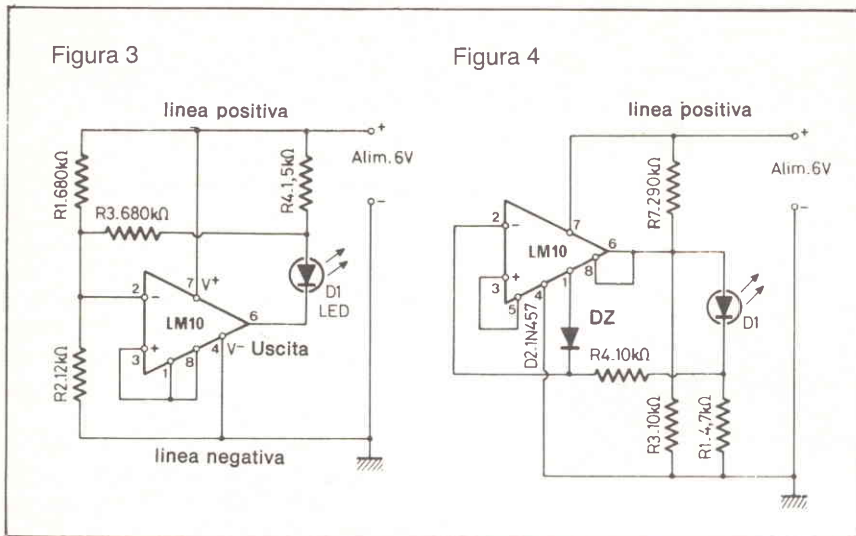 Figura 3
linea positiva
+
Alim.6V
-
R1.680kΩ
R3.680kΩ
R4.1,5kΩ
D1
LED
2
-
7
V+
LM10
6
+
3
1
8
4
V-
Uscita
R2.12kΩ
linea negativa
Figura 4
linea positiva
+
Alim.6V
-
R7.290kΩ
2
-
7
LM10
6
+
3
5
4
1
8
D2.1N457
DZ
R4.10kΩ
D1
R3.10kΩ
R1.4,7kΩ